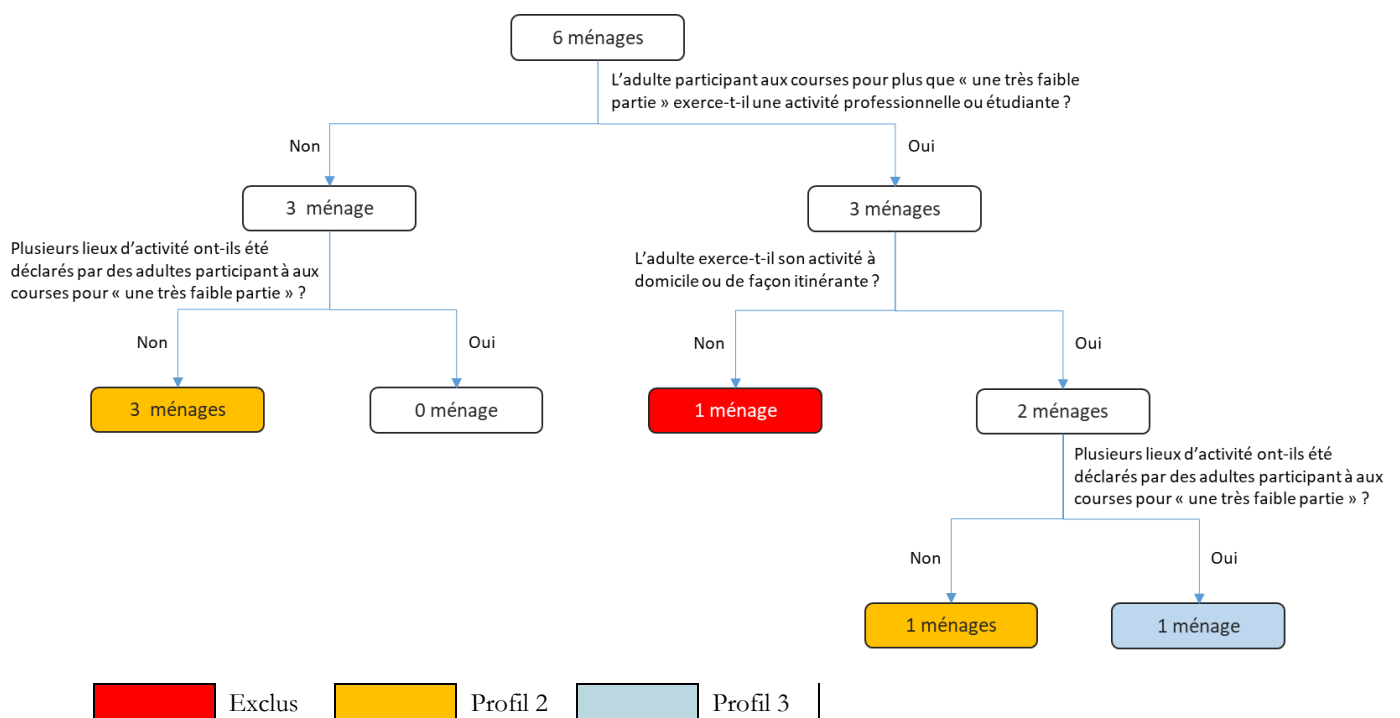 6 ménages
L’adulte participant aux courses pour plus que « une très faible
partie » exerce-t-il une activité professionnelle ou étudiante ?
Non
Oui
3 ménage
3 ménages
Plusieurs lieux d’activité ont-ils été
déclarés par des adultes participant à aux
courses pour « une très faible partie » ?
L’adulte exerce-t-il son activité à
domicile ou de façon itinérante ?
Non
Oui
Non
Oui
3 ménages
0 ménage
1 ménage
2 ménages
Plusieurs lieux d’activité ont-ils été
déclarés par des adultes participant à aux
courses pour « une très faible partie » ?
Non
Oui
1 ménages
1 ménage
Exclus
Profil 2
Profil 3